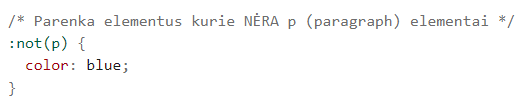 /* Parenka elementus kurie NĖRA p (paragraph) elementai */
:not(p) {
  color: blue;
}